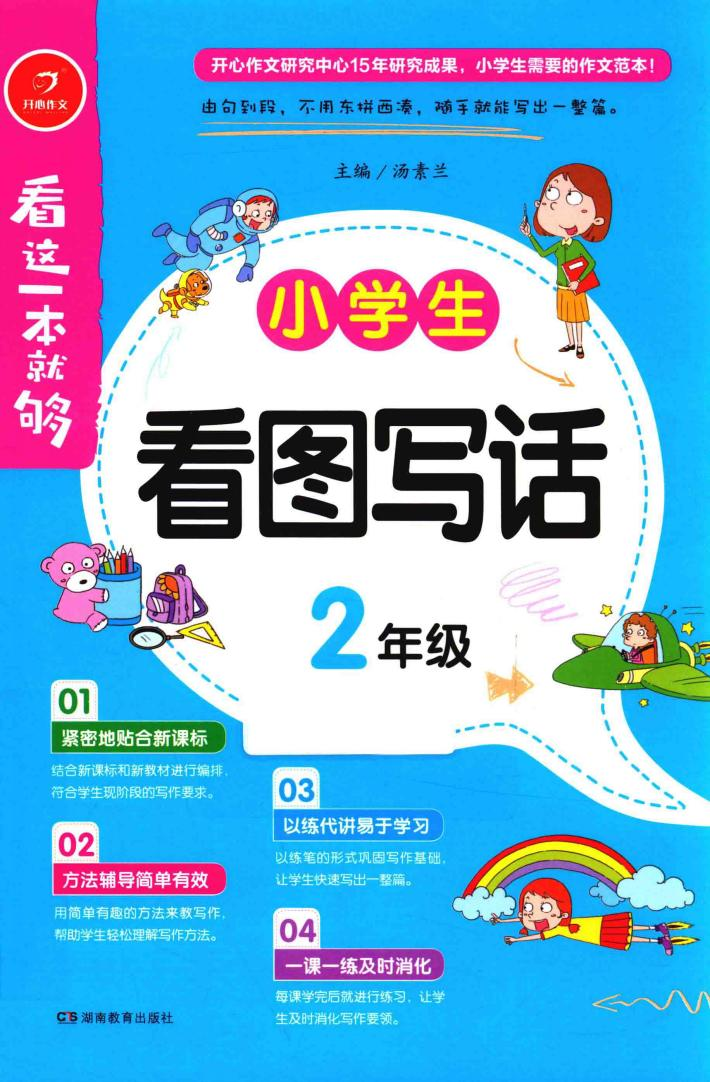 开心作文
看这一本就够
开心作文研究中心15年研究成果，小学生需要的作文范本！
由句到段，不用东拼西凑，随手就能写出一整篇。
主编/汤素兰
小学生
看图写话
2年级
01
紧密地贴合新课标
结合新课标和新教材进行编排，
符合学生现阶段的写作要求。
02
方法辅导简单有效
用简单有趣的方法来教写作，
帮助学生轻松理解写作方法。
03
以练代讲易于学习
以练笔的形式巩固写作基础，
让学生快速写出一整篇。
04
一课一练及时消化
每课学完后就进行练习，让学
生及时消化写作要领。
湖南教育出版社